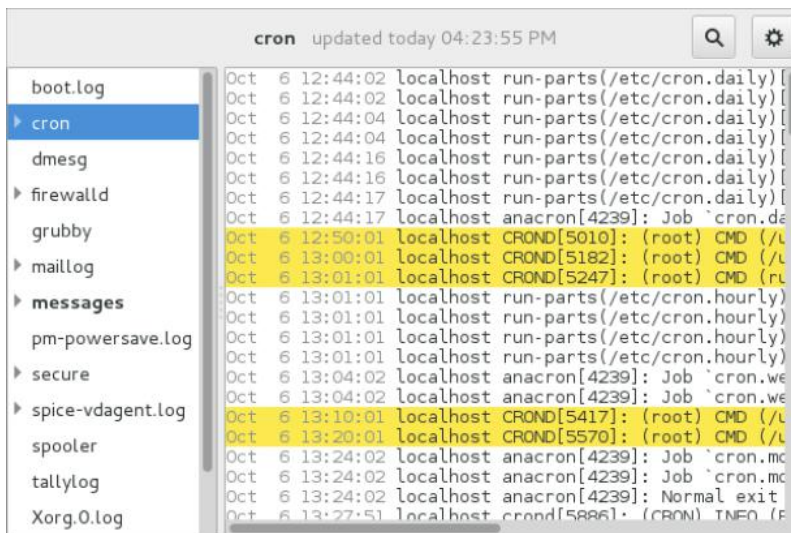 cron updated today 04:23:55 PM
boot.log
cron
dmesg
firewalld
grubby
maillog
messages
pm-powersave.log
secure
spice-vdagent.log
spooler
tallylog
Xorg.0.log
Oct 6 12:44:02 localhost run-parts(/etc/cron.daily)[
Oct 6 12:44:02 localhost run-parts(/etc/cron.daily)[
Oct 6 12:44:04 localhost run-parts(/etc/cron.daily)[
Oct 6 12:44:04 localhost run-parts(/etc/cron.daily)[
Oct 6 12:44:16 localhost run-parts(/etc/cron.daily)[
Oct 6 12:44:16 localhost run-parts(/etc/cron.daily)[
Oct 6 12:44:17 localhost run-parts(/etc/cron.daily)[
Oct 6 12:44:17 localhost anacron[4239]: Job `cron.da
Oct 6 12:50:01 localhost CROND[5010]: (root) CMD (/u
Oct 6 13:00:01 localhost CROND[5182]: (root) CMD (/u
Oct 6 13:01:01 localhost CROND[5247]: (root) CMD (ru
Oct 6 13:01:01 localhost run-parts(/etc/cron.hourly)
Oct 6 13:01:01 localhost run-parts(/etc/cron.hourly)
Oct 6 13:01:01 localhost run-parts(/etc/cron.hourly)
Oct 6 13:01:01 localhost run-parts(/etc/cron.hourly)
Oct 6 13:04:02 localhost anacron[4239]: Job `cron.we
Oct 6 13:04:02 localhost anacron[4239]: Job `cron.we
Oct 6 13:10:01 localhost CROND[5417]: (root) CMD (/u
Oct 6 13:20:01 localhost CROND[5570]: (root) CMD (/u
Oct 6 13:24:02 localhost anacron[4239]: Job `cron.mo
Oct 6 13:24:02 localhost anacron[4239]: Job `cron.mo
Oct 6 13:24:02 localhost anacron[4239]: Normal exit
Oct 6 13:27:51 localhost crond[5886]: (CRON) INFO (